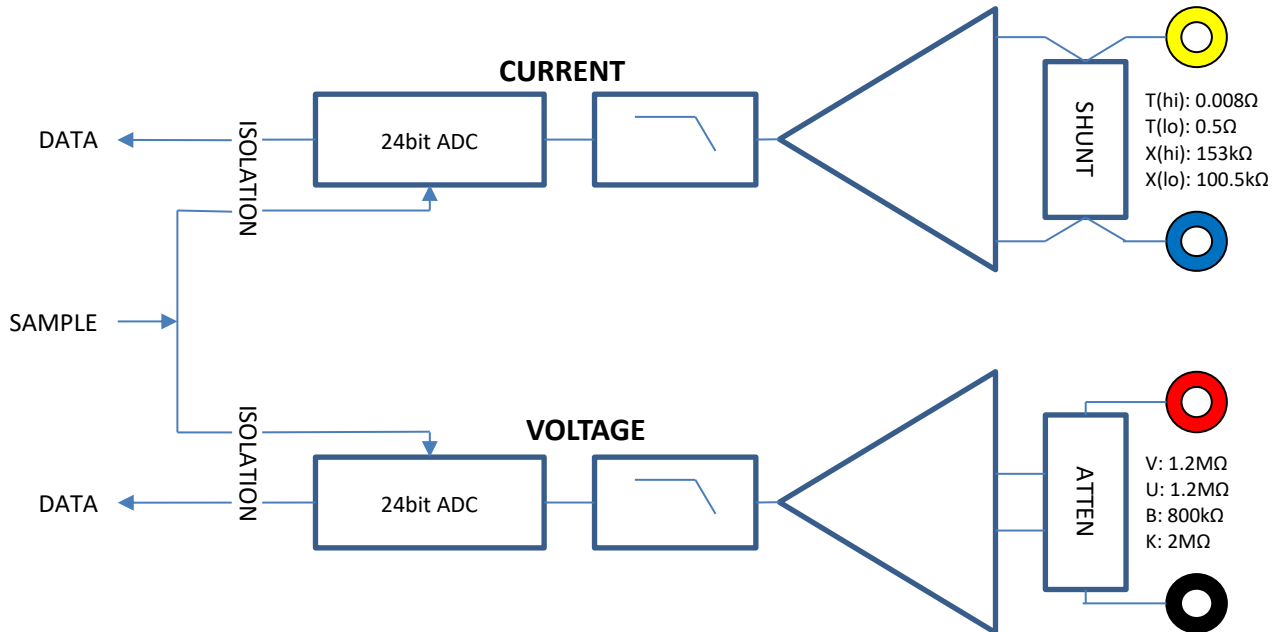 CURRENT
DATA
ISOLATION
24bit ADC
SHUNT
T(hi): 0.008Ω
T(lo): 0.5Ω
X(hi): 153kΩ
X(lo): 100.5kΩ
SAMPLE
VOLTAGE
DATA
ISOLATION
24bit ADC
ATTEN
V: 1.2MΩ
U: 1.2MΩ
B: 800kΩ
K: 2MΩ